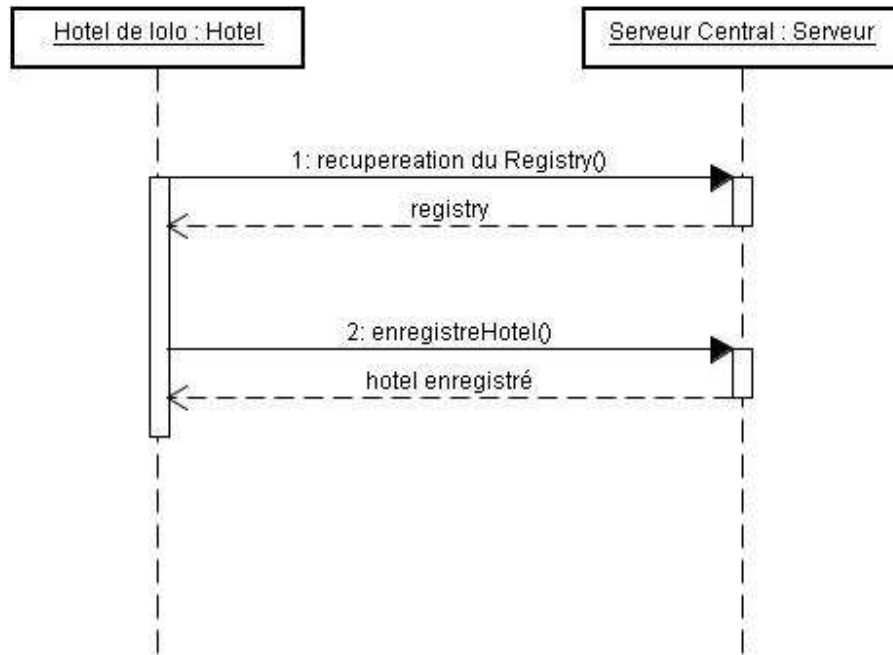 Hotel de lolo : Hotel
Serveur Central : Serveur
1: recupereation du Registry()
registry
2: enregistreHotel()
hotel enregistré